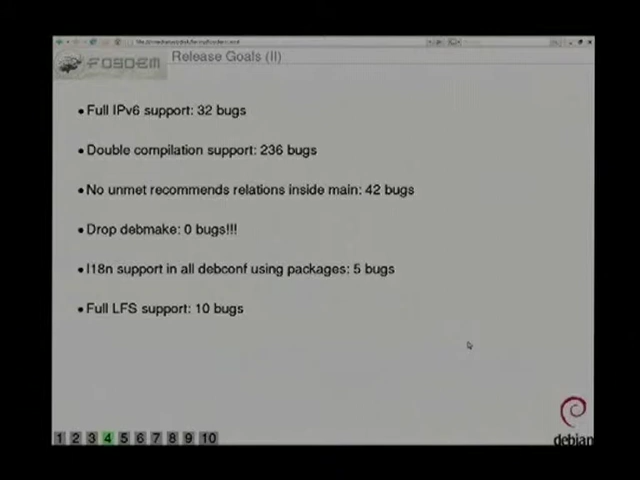 FOSDEM
Release Goals (II)
Full IPv6 support: 32 bugs
Double compilation support: 236 bugs
No unmet recommends relations inside main: 42 bugs
Drop debmake: 0 bugs!!!
I18n support in all debconf using packages: 5 bugs
Full LFS support: 10 bugs
debian
1 2 3 4 5 6 7 8 9 10